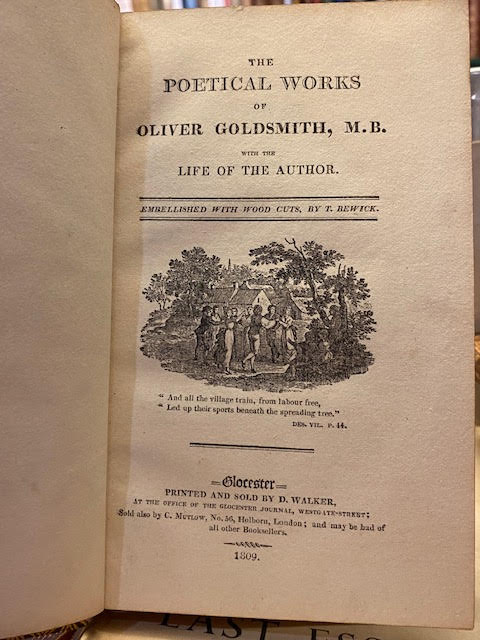 THE
POETICAL WORKS
OF
OLIVER GOLDSMITH, M.B.
WITH THE
LIFE OF THE AUTHOR.
EMBELLISHED WITH WOOD CUTS, BY T. BEWICK.
“ And all the village train, from labour free,
“ Led up their sports beneath the spreading tree.”
DES. VIL. P. 44.
Glocester
PRINTED AND SOLD BY D. WALKER,
AT THE OFFICE OF THE GLOCESTER JOURNAL, WESTGATE-STREET;
Sold also by C. Mutlow, No. 56, Holborn, London; and may be had of
all other Booksellers.
1809.
LAST